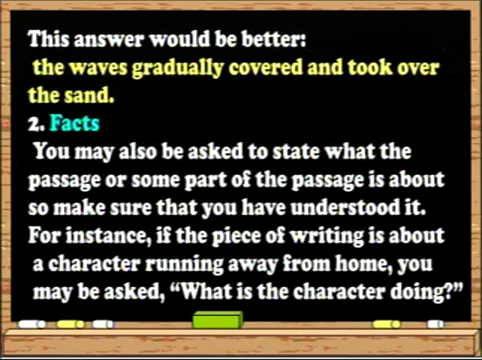 This answer would be better:
the waves gradually covered and took over
the sand.
2. Facts
You may also be asked to state what the
passage or some part of the passage is about
so make sure that you have understood it.
For instance, if the piece of writing is about
a character running away from home, you
may be asked, “What is the character doing?”